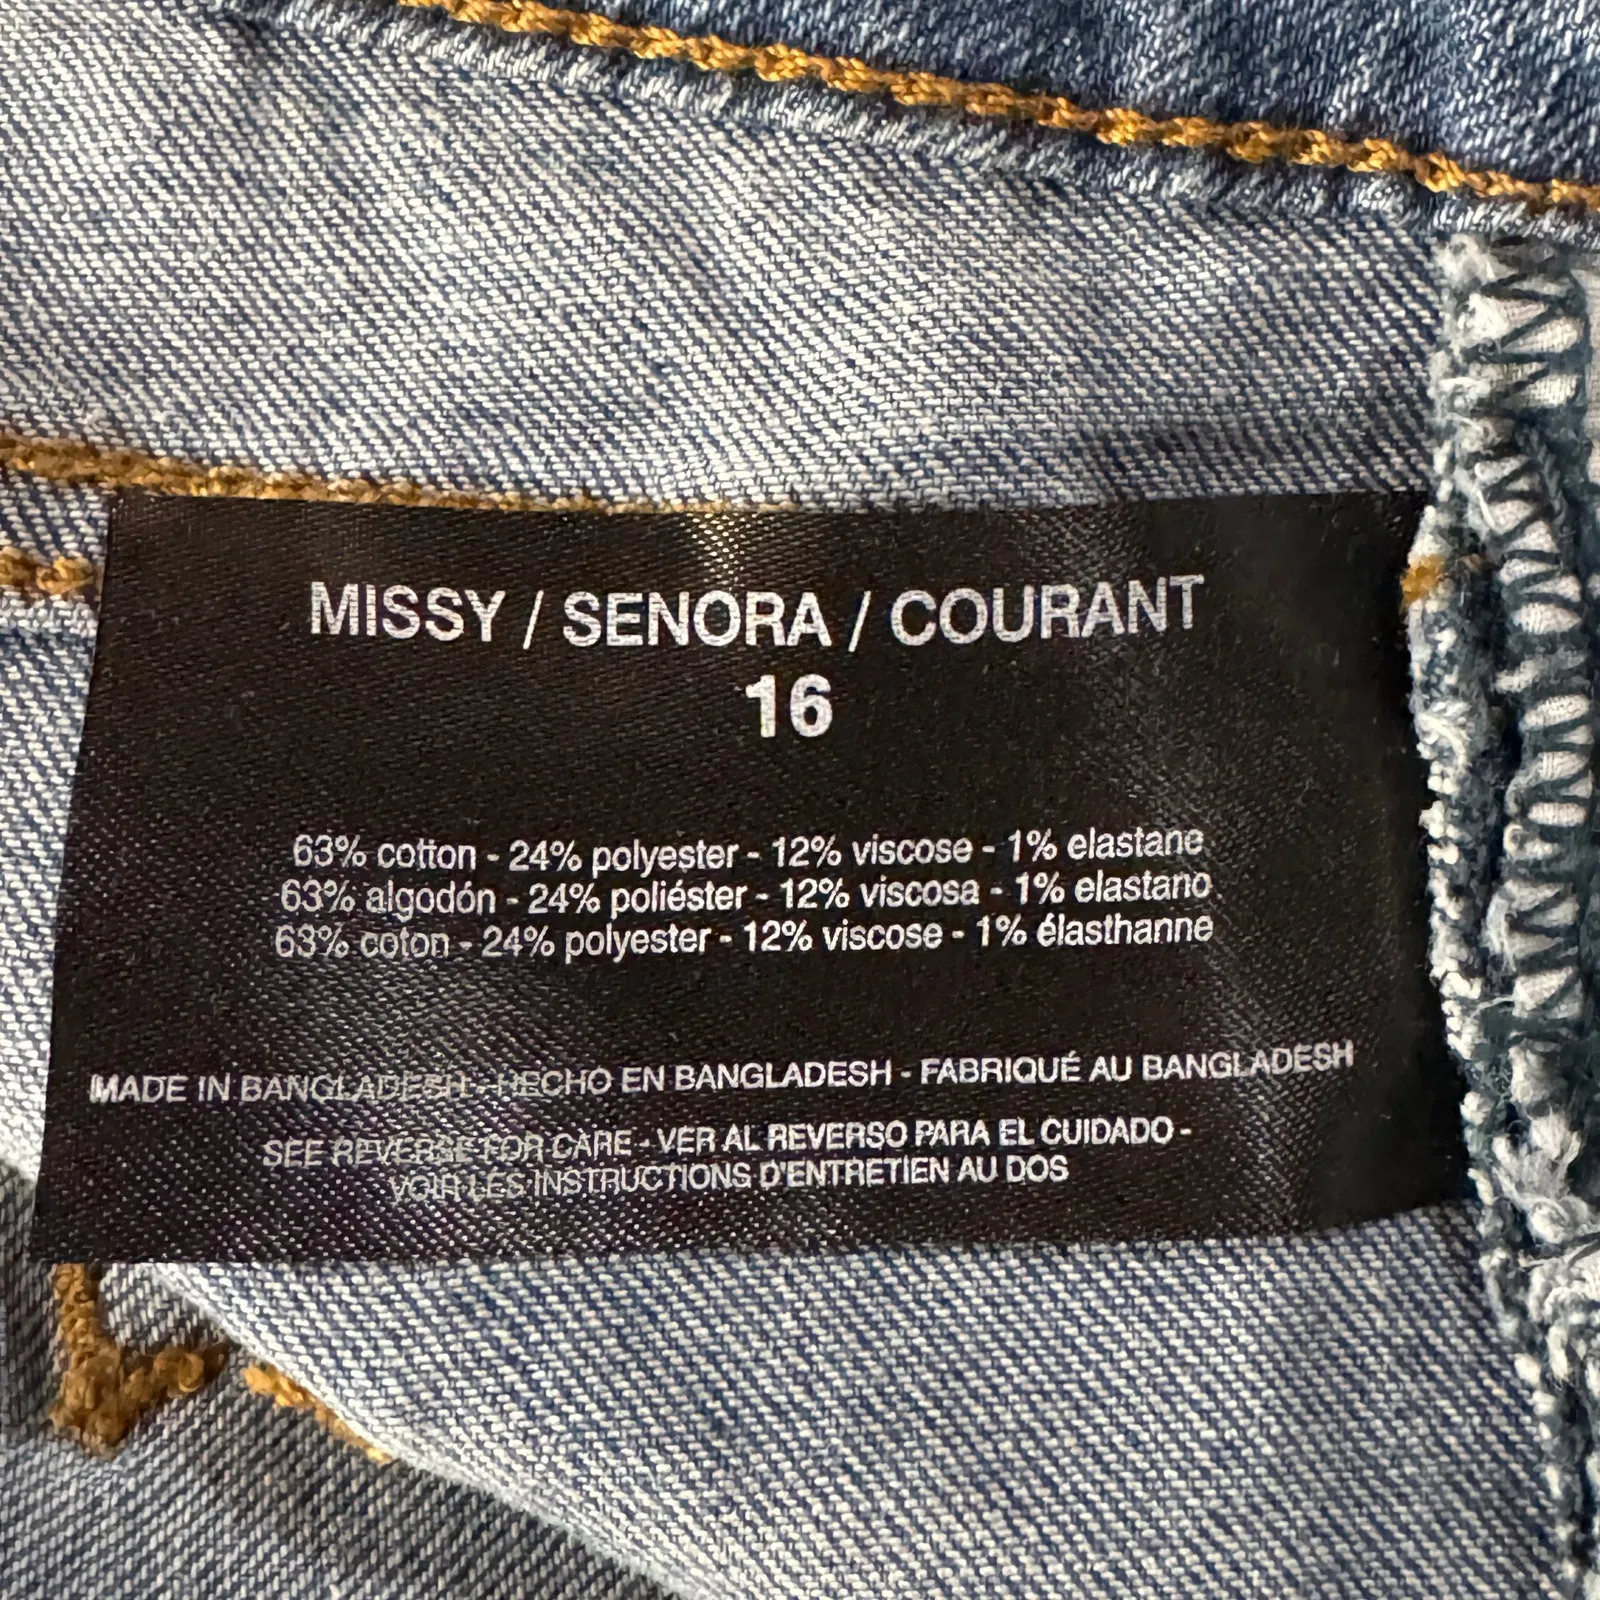 MISSY / SENORA / COURANT
16
63% cotton - 24% polyester - 12% viscose - 1% elastane
63% algodón - 24% poliéster - 12% viscosa - 1% elastano
63% coton - 24% polyester - 12% viscose - 1% élasthanne
MADE IN BANGLADESH - HECHO EN BANGLADESH - FABRIQUÉ AU BANGLADESH
SEE REVERSE FOR CARE - VER AL REVERSO PARA EL CUIDADO -
VOIR LES INSTRUCTIONS D'ENTRETIEN AU DOS